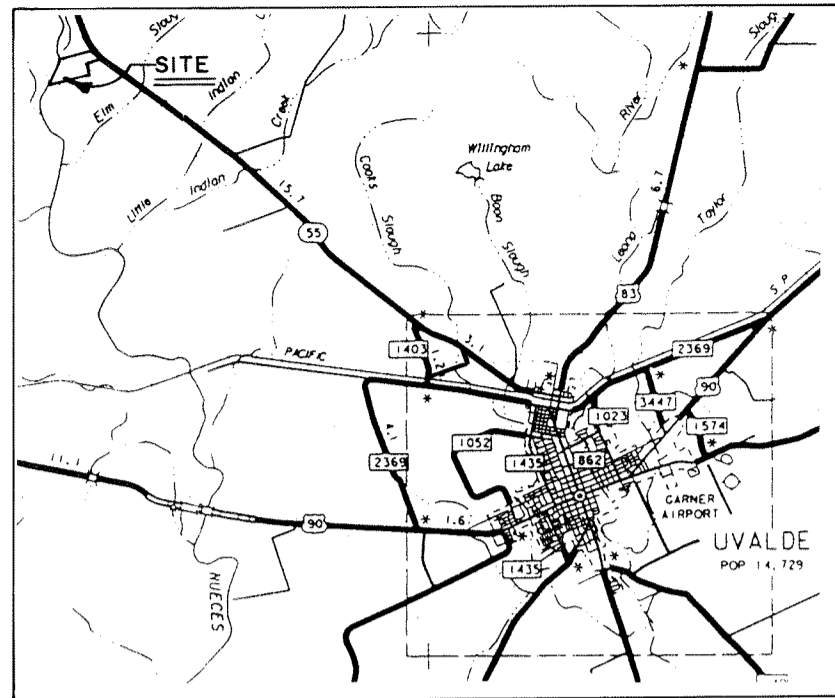 Slough
SITE
Elm
Indian
Creek
Little
Indian
15.7
55
Cooks
Slough
Willingham
Lake
Boon
Slough
River
Slough
Leona
Taylor
6.7
83
S P
PACIFIC
1403
1.2
3.1
2369
90
3447
1023
1574
4.1
2369
1052
1435
862
11.1
90
1.6
1435
GARNER
AIRPORT
UVALDE
POP 14,729
NUECES